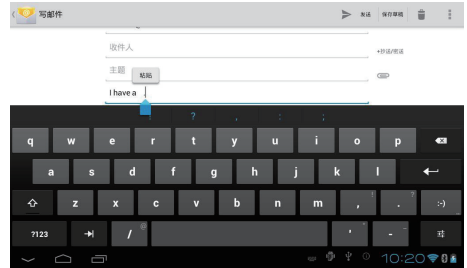 写邮件
发送 保存草稿
收件人
+抄送/密送
主题
粘贴
I have a .
! ? , : ;
q w e r t y u i o p
a s d f g h j k l
z x c v b n m , ! . ? :-)
?123 / @ ' " - _
10:20